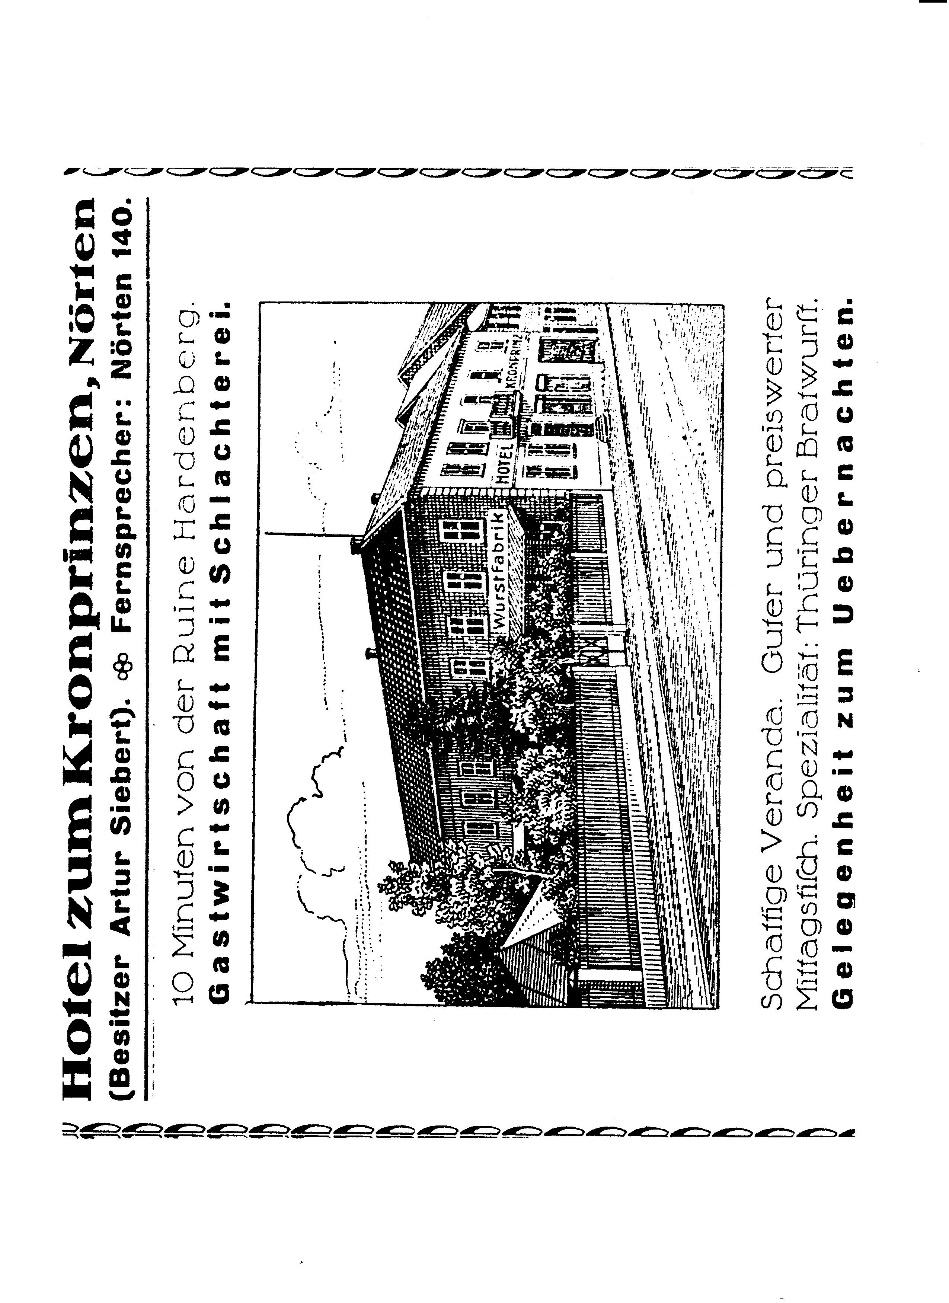 Hotel zum Kronprinzen, Nörten
(Besitzer Artur Siebert). Fernsprecher: Nörten 140.
10 Minuten von der Ruine Hardenberg.
Gastwirtschaft mit Schlachterei.
Wurstfabrik
HOTEL KRONPRINZ
Schattige Veranda. Guter und preiswerter
Mittagstisch. Spezialität: Thüringer Bratwurst.
Gelegenheit zum Uebernachten.